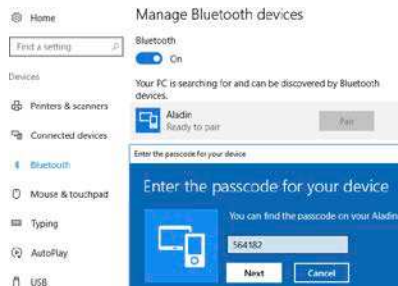 Home
Find a setting
Devices
Printers & scanners
Connected devices
Bluetooth
Mouse & touchpad
Typing
AutoPlay
USB
Manage Bluetooth devices
Bluetooth
On
Your PC is searching for and can be discovered by Bluetooth
devices.
Aladin
Ready to pair
Pair
Enter the passcode for your device
Enter the passcode for your device
You can find the passcode on your Aladin
564182
Next
Cancel